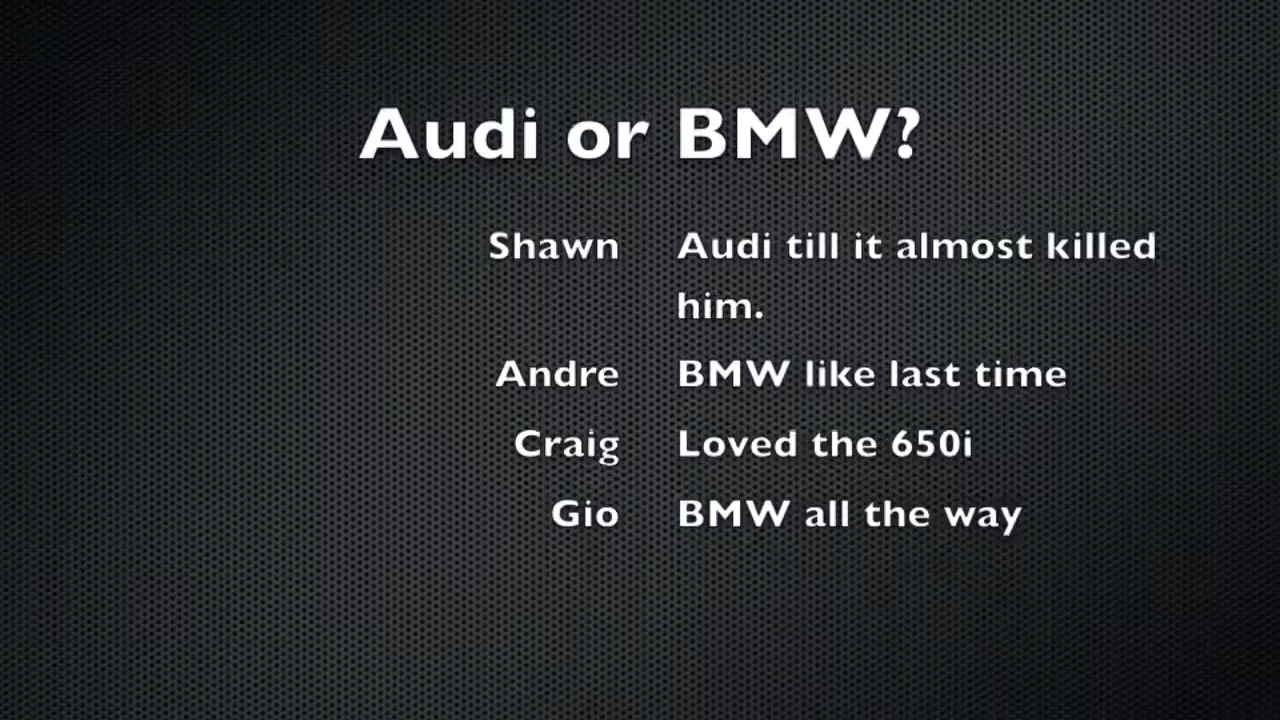 Audi or BMW?
Shawn Audi till it almost killed
him.
Andre BMW like last time
Craig Loved the 650i
Gio BMW all the way